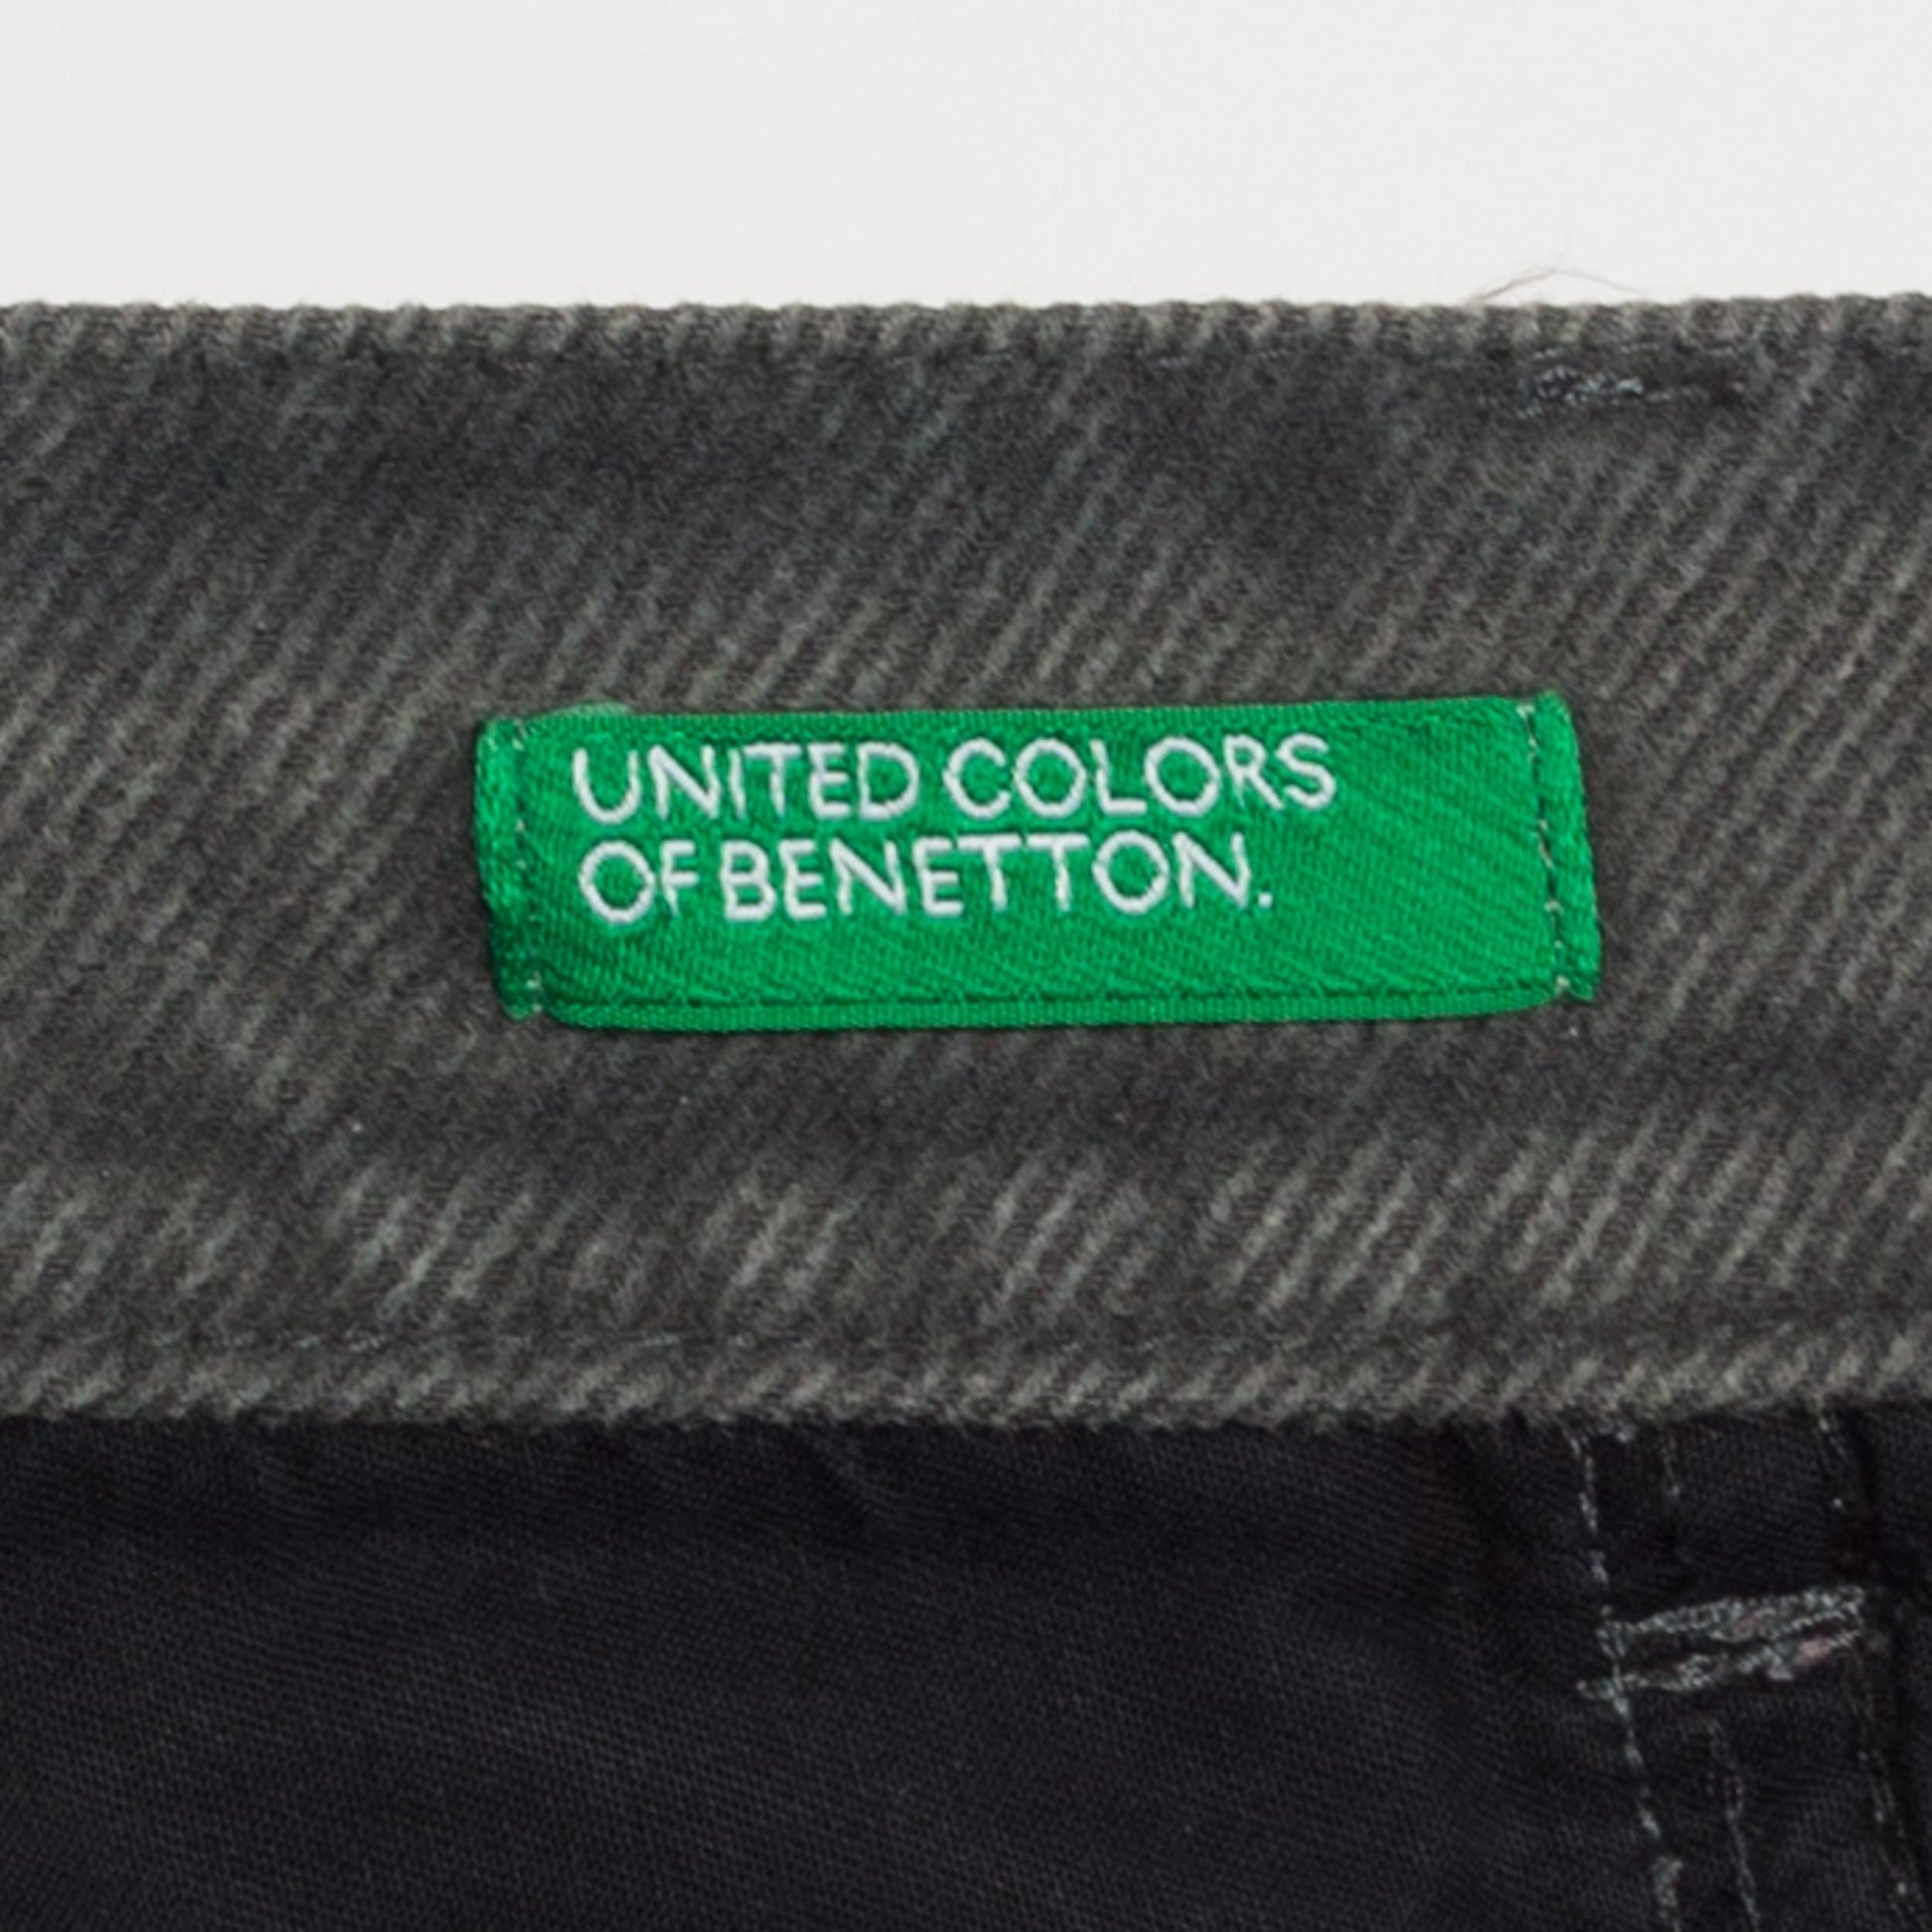 UNITED COLORS
OF BENETTON.